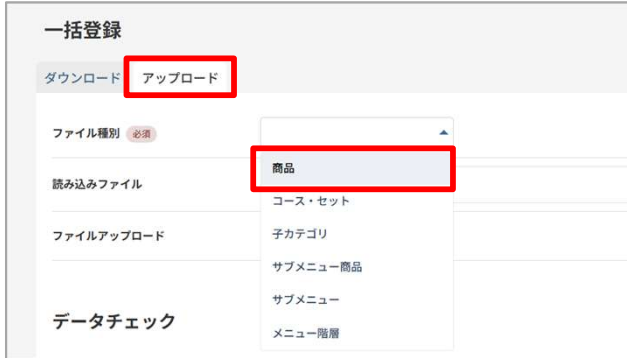 一括登録
ダウンロード アップロード
ファイル種別 必須
商品
読み込みファイル
コース・セット
ファイルアップロード
子カテゴリ
サブメニュー商品
サブメニュー
データチェック
メニュー階層